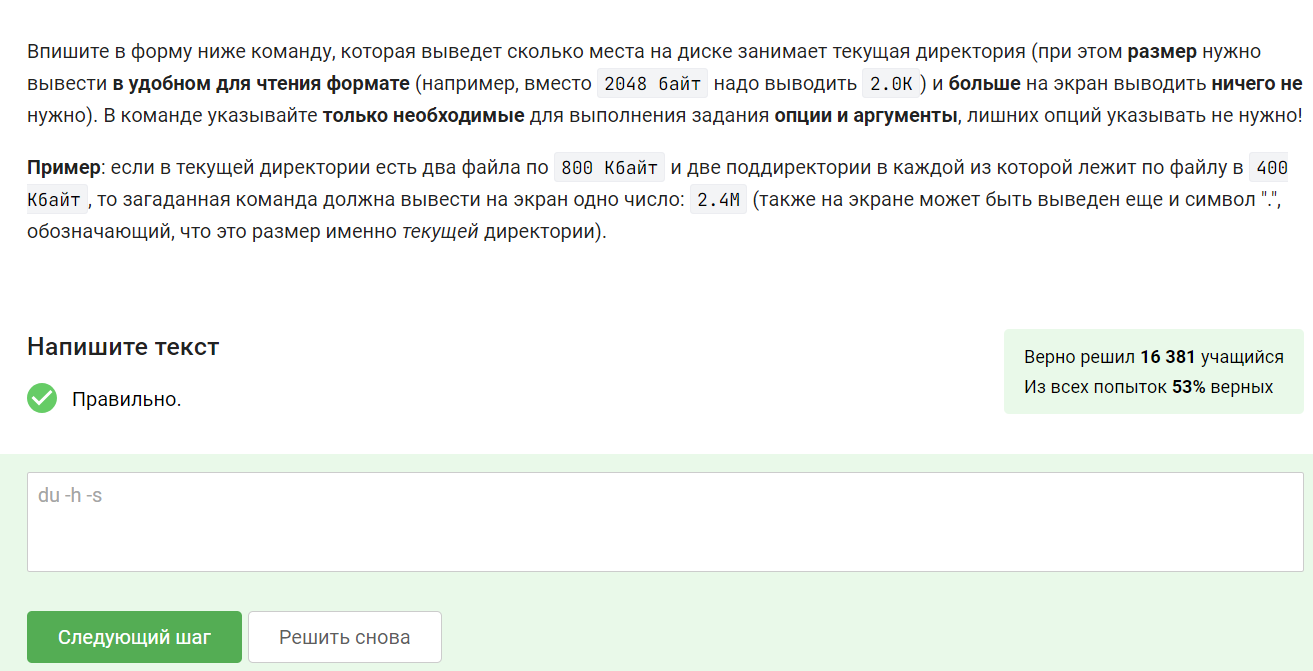 Впишите в форму ниже команду, которая выведет сколько места на диске занимает текущая директория (при этом размер нужно
вывести в удобном для чтения формате (например, вместо 2048 байт надо выводить 2.0K ) и больше на экран выводить ничего не
нужно). В команде указывайте только необходимые для выполнения задания опции и аргументы, лишних опций указывать не нужно!
Пример: если в текущей директории есть два файла по 800 Кбайт и две поддиректории в каждой из которой лежит по файлу в 400
Кбайт , то загаданная команда должна вывести на экран одно число: 2.4M (также на экране может быть выведен еще и символ ".",
обозначающий, что это размер именно текущей директории).
Напишите текст
Верно решил 16 381 учащийся
Из всех попыток 53% верных
Правильно.
du -h -s
Следующий шаг
Решить снова